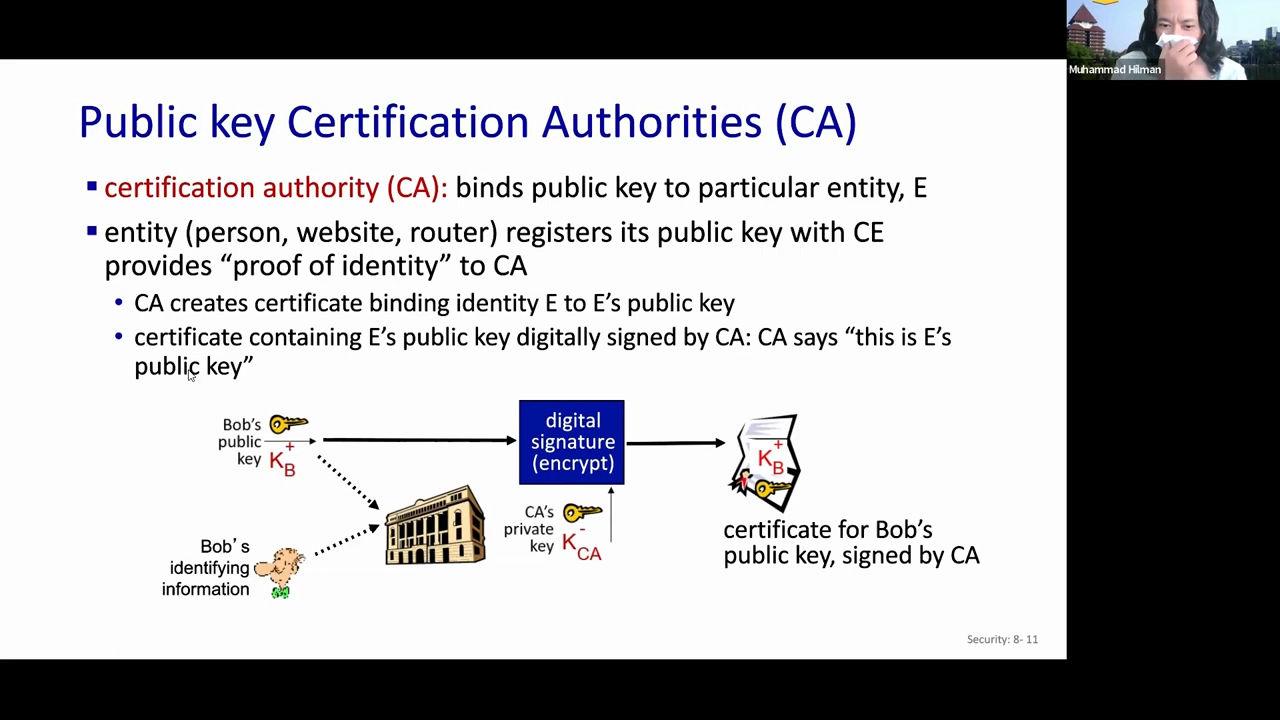 Muhammad Hilman
Public key Certification Authorities (CA)
certification authority (CA): binds public key to particular entity, E
entity (person, website, router) registers its public key with CE
provides “proof of identity” to CA
CA creates certificate binding identity E to E’s public key
certificate containing E’s public key digitally signed by CA: CA says “this is E’s
public key”
Bob’s
public
key
K+B
digital
signature
(encrypt)
K+B
CA’s
private
key
K-CA
certificate for Bob’s
public key, signed by CA
Bob’s
identifying
information
Security: 8- 11